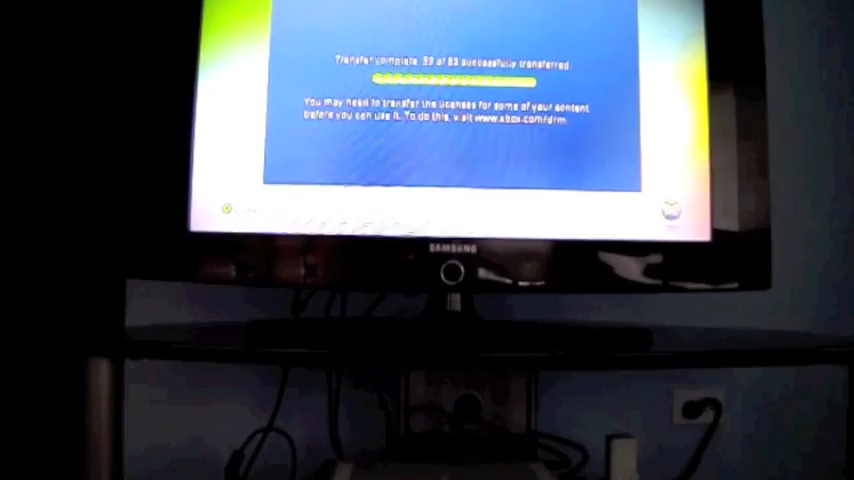 Transfer complete. 59 of 83 successfully transferred.
You may need to transfer the licenses for some of your content
before you can use it. To do this, visit www.xbox.com/drm.
SAMSUNG